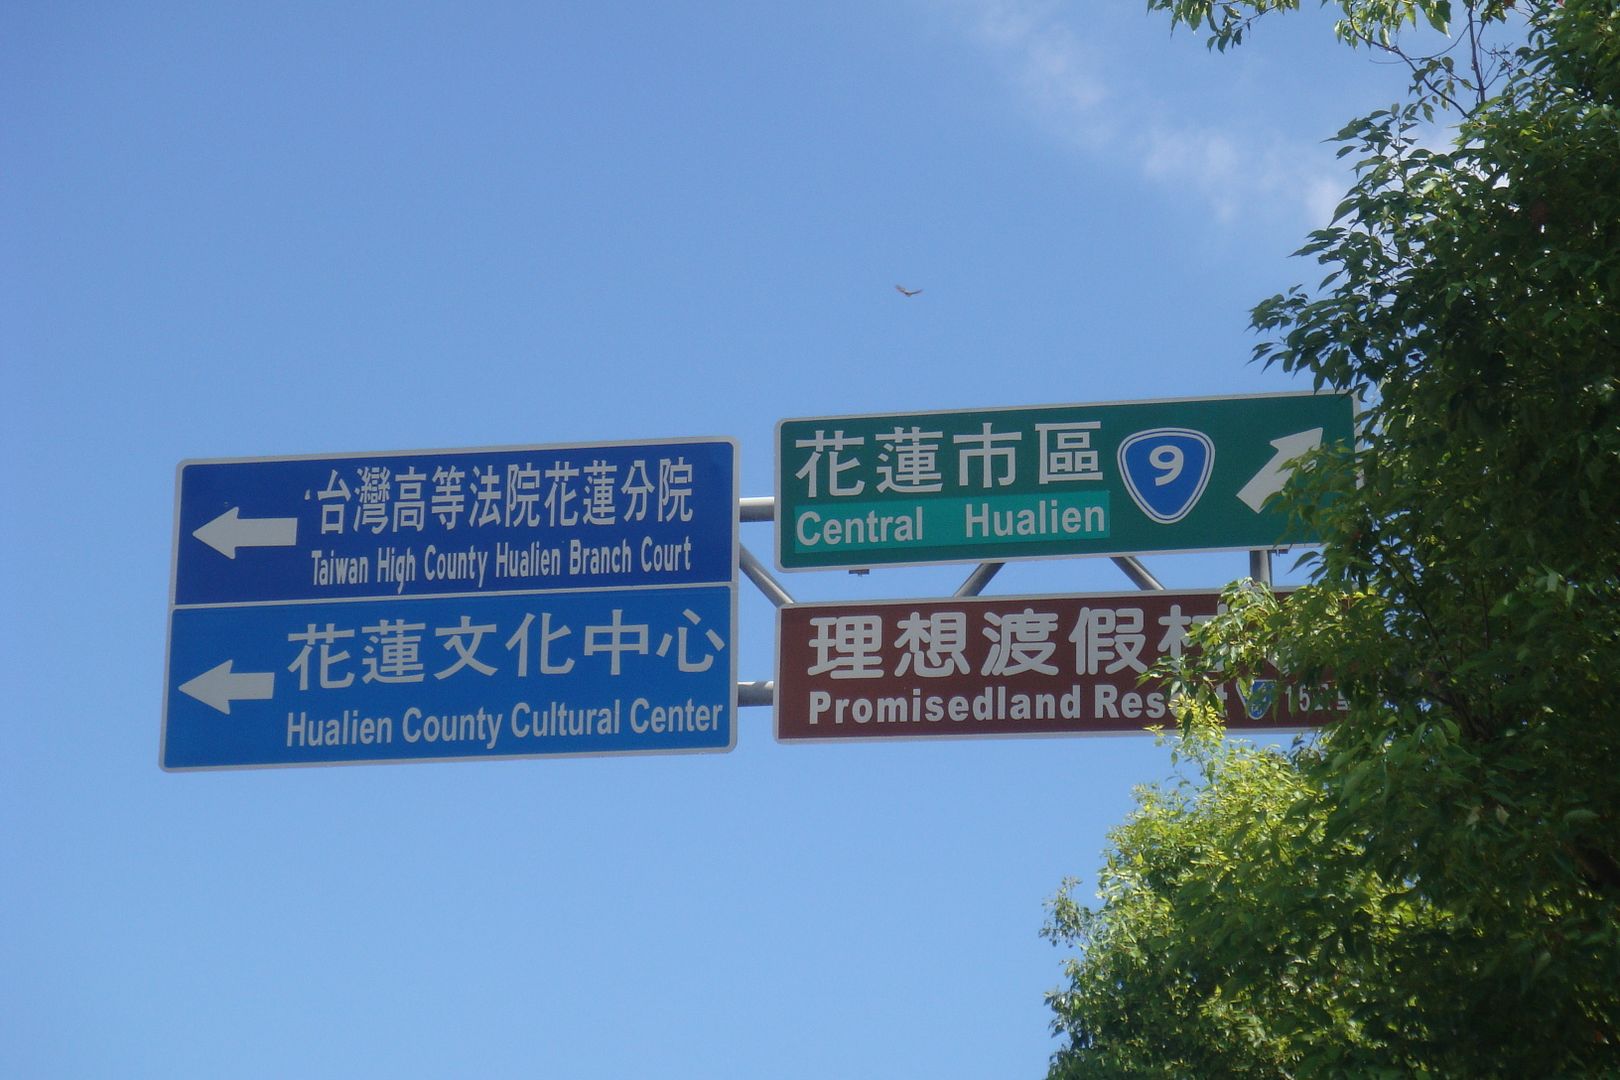 台灣高等法院花蓮分院
Taiwan High County Hualien Branch Court
花蓮文化中心
Hualien County Cultural Center
花蓮市區 9
Central Hualien
理想渡假村
Promisedland Resort